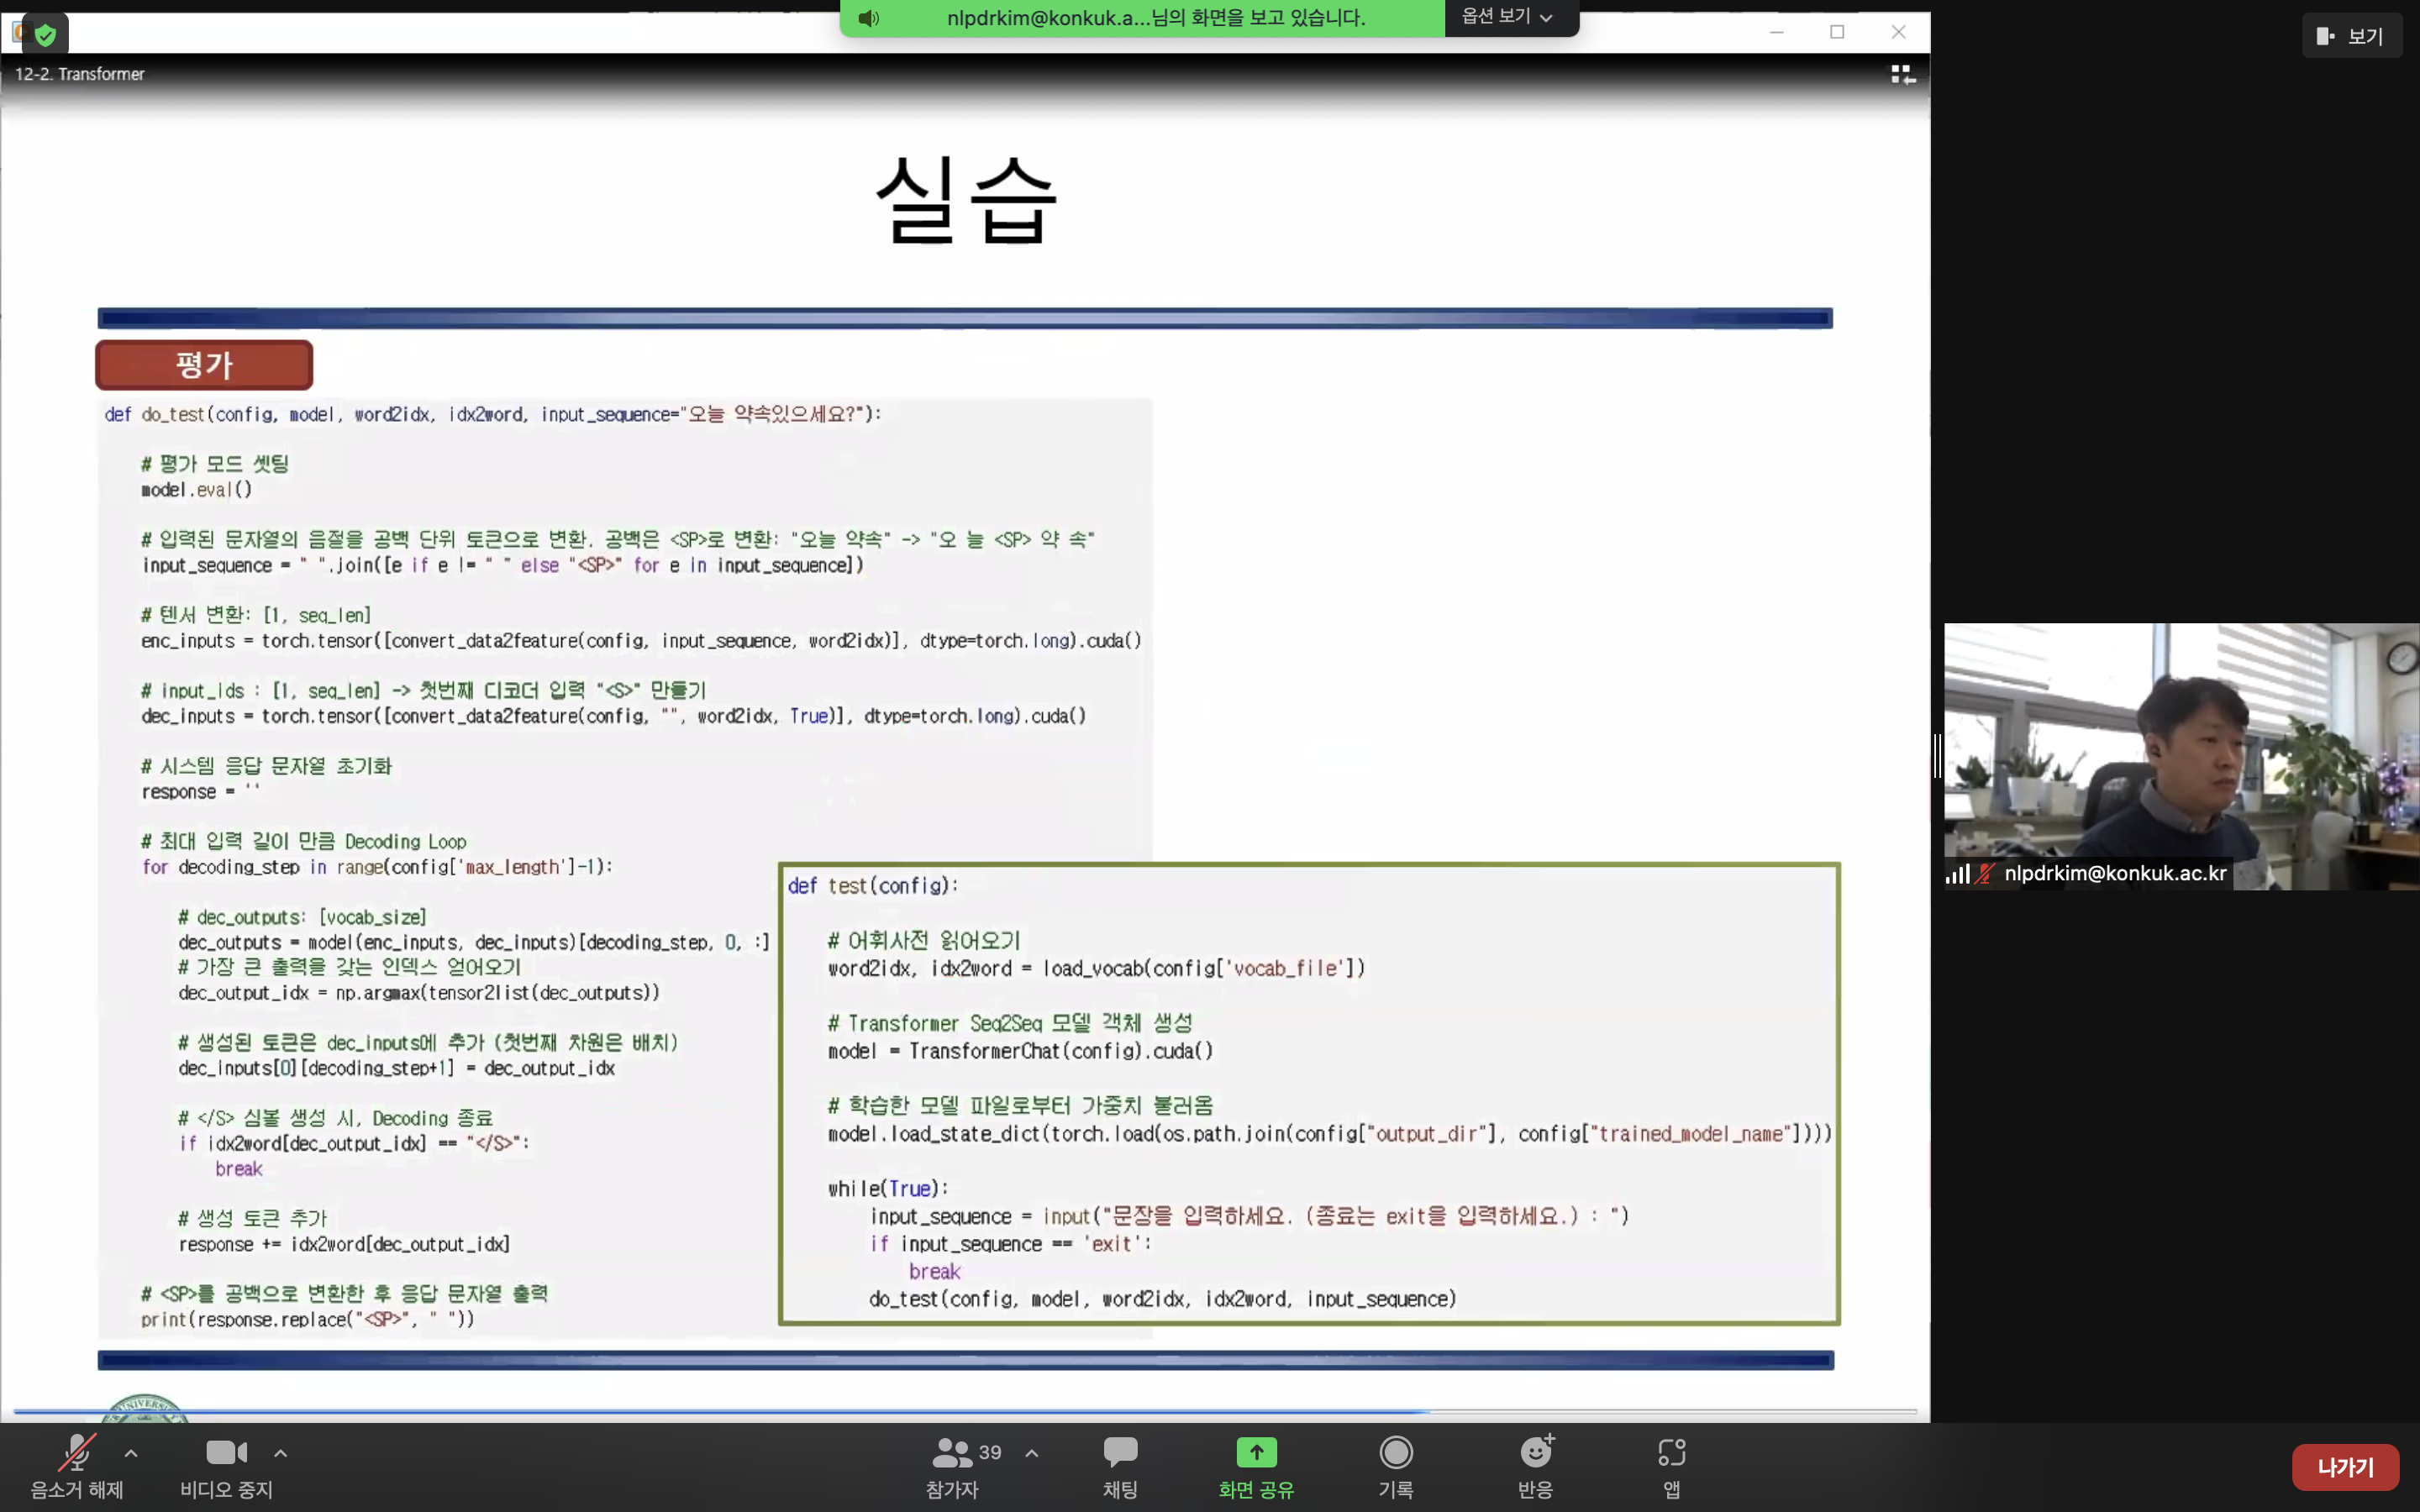 nlpdrkim@konkuk.a...님의 화면을 보고 있습니다.
옵션 보기
보기
12-2. Transformer
실습
평가
def do_test(config, model, word2idx, idx2word, input_sequence="오늘 약속있으세요?"):
# 평가 모드 셋팅
model.eval()
# 입력된 문자열의 음절을 공백 단위 토큰으로 변환. 공백은 <SP>로 변환: "오늘 약속" -> "오 늘 <SP> 약 속"
input_sequence = " ".join([e if e != " " else "<SP>" for e in input_sequence])
# 텐서 변환: [1, seq_len]
enc_inputs = torch.tensor([convert_data2feature(config, input_sequence, word2idx)], dtype=torch.long).cuda()
# input_ids : [1, seq_len] -> 첫번째 디코더 입력 "<S>" 만들기
dec_inputs = torch.tensor([convert_data2feature(config, "", word2idx, True)], dtype=torch.long).cuda()
# 시스템 응답 문자열 초기화
response = ''
# 최대 입력 길이 만큼 Decoding Loop
for decoding_step in range(config['max_length']-1):
# dec_outputs: [vocab_size]
dec_outputs = model(enc_inputs, dec_inputs)[decoding_step, 0, :]
# 가장 큰 출력을 갖는 인덱스 얻어오기
dec_output_idx = np.argmax(tensor2list(dec_outputs))
# 생성된 토큰은 dec_inputs에 추가 (첫번째 차원은 배치)
dec_inputs[0][decoding_step+1] = dec_output_idx
# </S> 심볼 생성 시, Decoding 종료
if idx2word[dec_output_idx] == "</S>":
break
# 생성 토큰 추가
response += idx2word[dec_output_idx]
# <SP>를 공백으로 변환한 후 응답 문자열 출력
print(response.replace("<SP>", " "))
def test(config):
# 어휘사전 읽어오기
word2idx, idx2word = load_vocab(config['vocab_file'])
# Transformer Seq2Seq 모델 객체 생성
model = TransformerChat(config).cuda()
# 학습한 모델 파일로부터 가중치 불러옴
model.load_state_dict(torch.load(os.path.join(config["output_dir"], config["trained_model_name"])))
while(True):
input_sequence = input("문장을 입력하세요. (종료는 exit을 입력하세요.) : ")
if input_sequence == 'exit':
break
do_test(config, model, word2idx, idx2word, input_sequence)
nlpdrkim@konkuk.ac.kr
음소거 해제
비디오 중지
39
참가자
채팅
화면 공유
기록
반응
앱
나가기